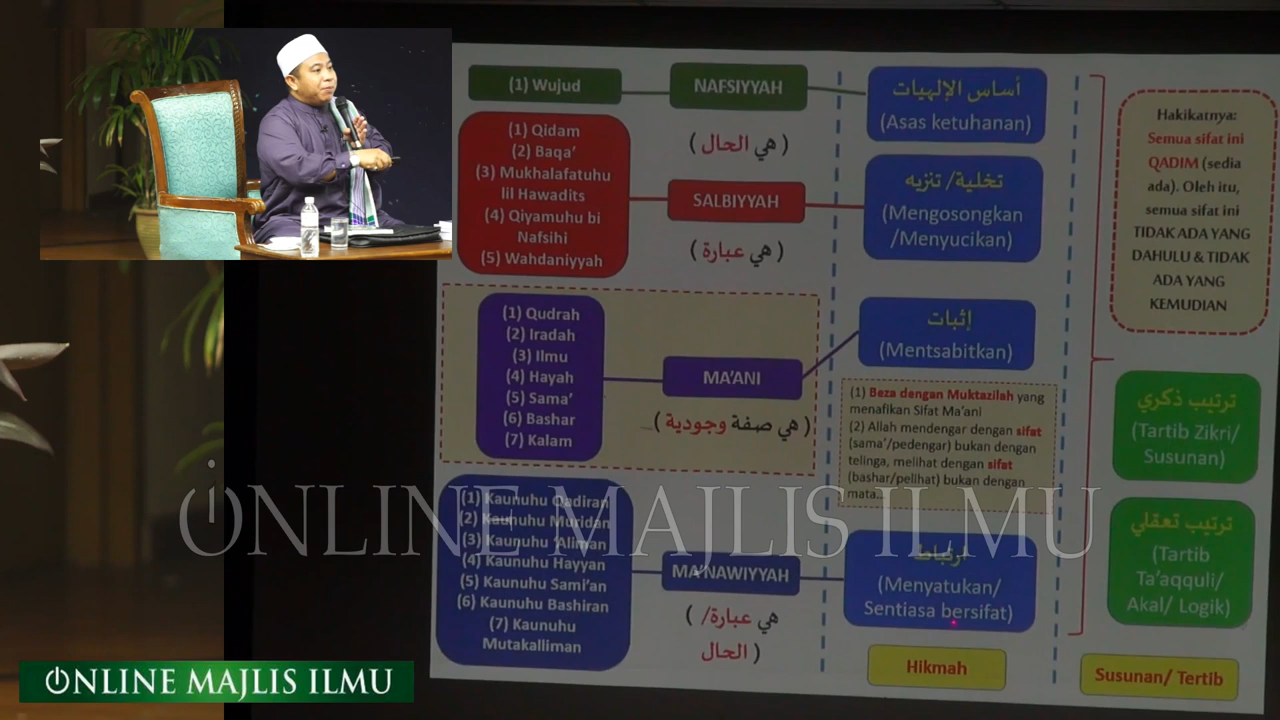 (1) Wujud
NAFSIYYAH
( هي الحال )
أساس الإلهيات
(Asas ketuhanan)
(1) Qidam
(2) Baqa’
(3) Mukhalafatuhu
lil Hawadits
(4) Qiyamuhu bi
Nafsihi
(5) Wahdaniyyah
SALBIYYAH
( هي عبارة )
تخلية/ تنزيه
(Mengosongkan
/Menyucikan)
(1) Qudrah
(2) Iradah
(3) Ilmu
(4) Hayah
(5) Sama’
(6) Bashar
(7) Kalam
MA’ANI
( هي صفة وجودية )
إثبات
(Mentsabitkan)
(1) Beza dengan Muktazilah yang
menafikan Sifat Ma’ani
(2) Allah mendengar dengan sifat
(sama’/pedengar) bukan dengan
telinga, melihat dengan sifat
(bashar/pelihat) bukan dengan
mata..
(1) Kaunuhu Qadiran
(2) Kaunuhu Muridan
(3) Kaunuhu ‘Aliman
(4) Kaunuhu Hayyan
(5) Kaunuhu Sami’an
(6) Kaunuhu Bashiran
(7) Kaunuhu
Mutakalliman
MA’NAWIYYAH
( هي عبارة/
الحال )
ارتباط
(Menyatukan/
Sentiasa bersifat)
Hikmah
Hakikatnya:
Semua sifat ini
QADIM (sedia
ada). Oleh itu,
semua sifat ini
TIDAK ADA YANG
DAHULU & TIDAK
ADA YANG
KEMUDIAN
ترتيب ذكري
(Tartib Zikri/
Susunan)
ترتيب تعقلي
(Tartib
Ta’aqquli/
Akal/ Logik)
Susunan/ Tertib
ONLINE MAJLIS ILMU
ONLINE MAJLIS ILMU